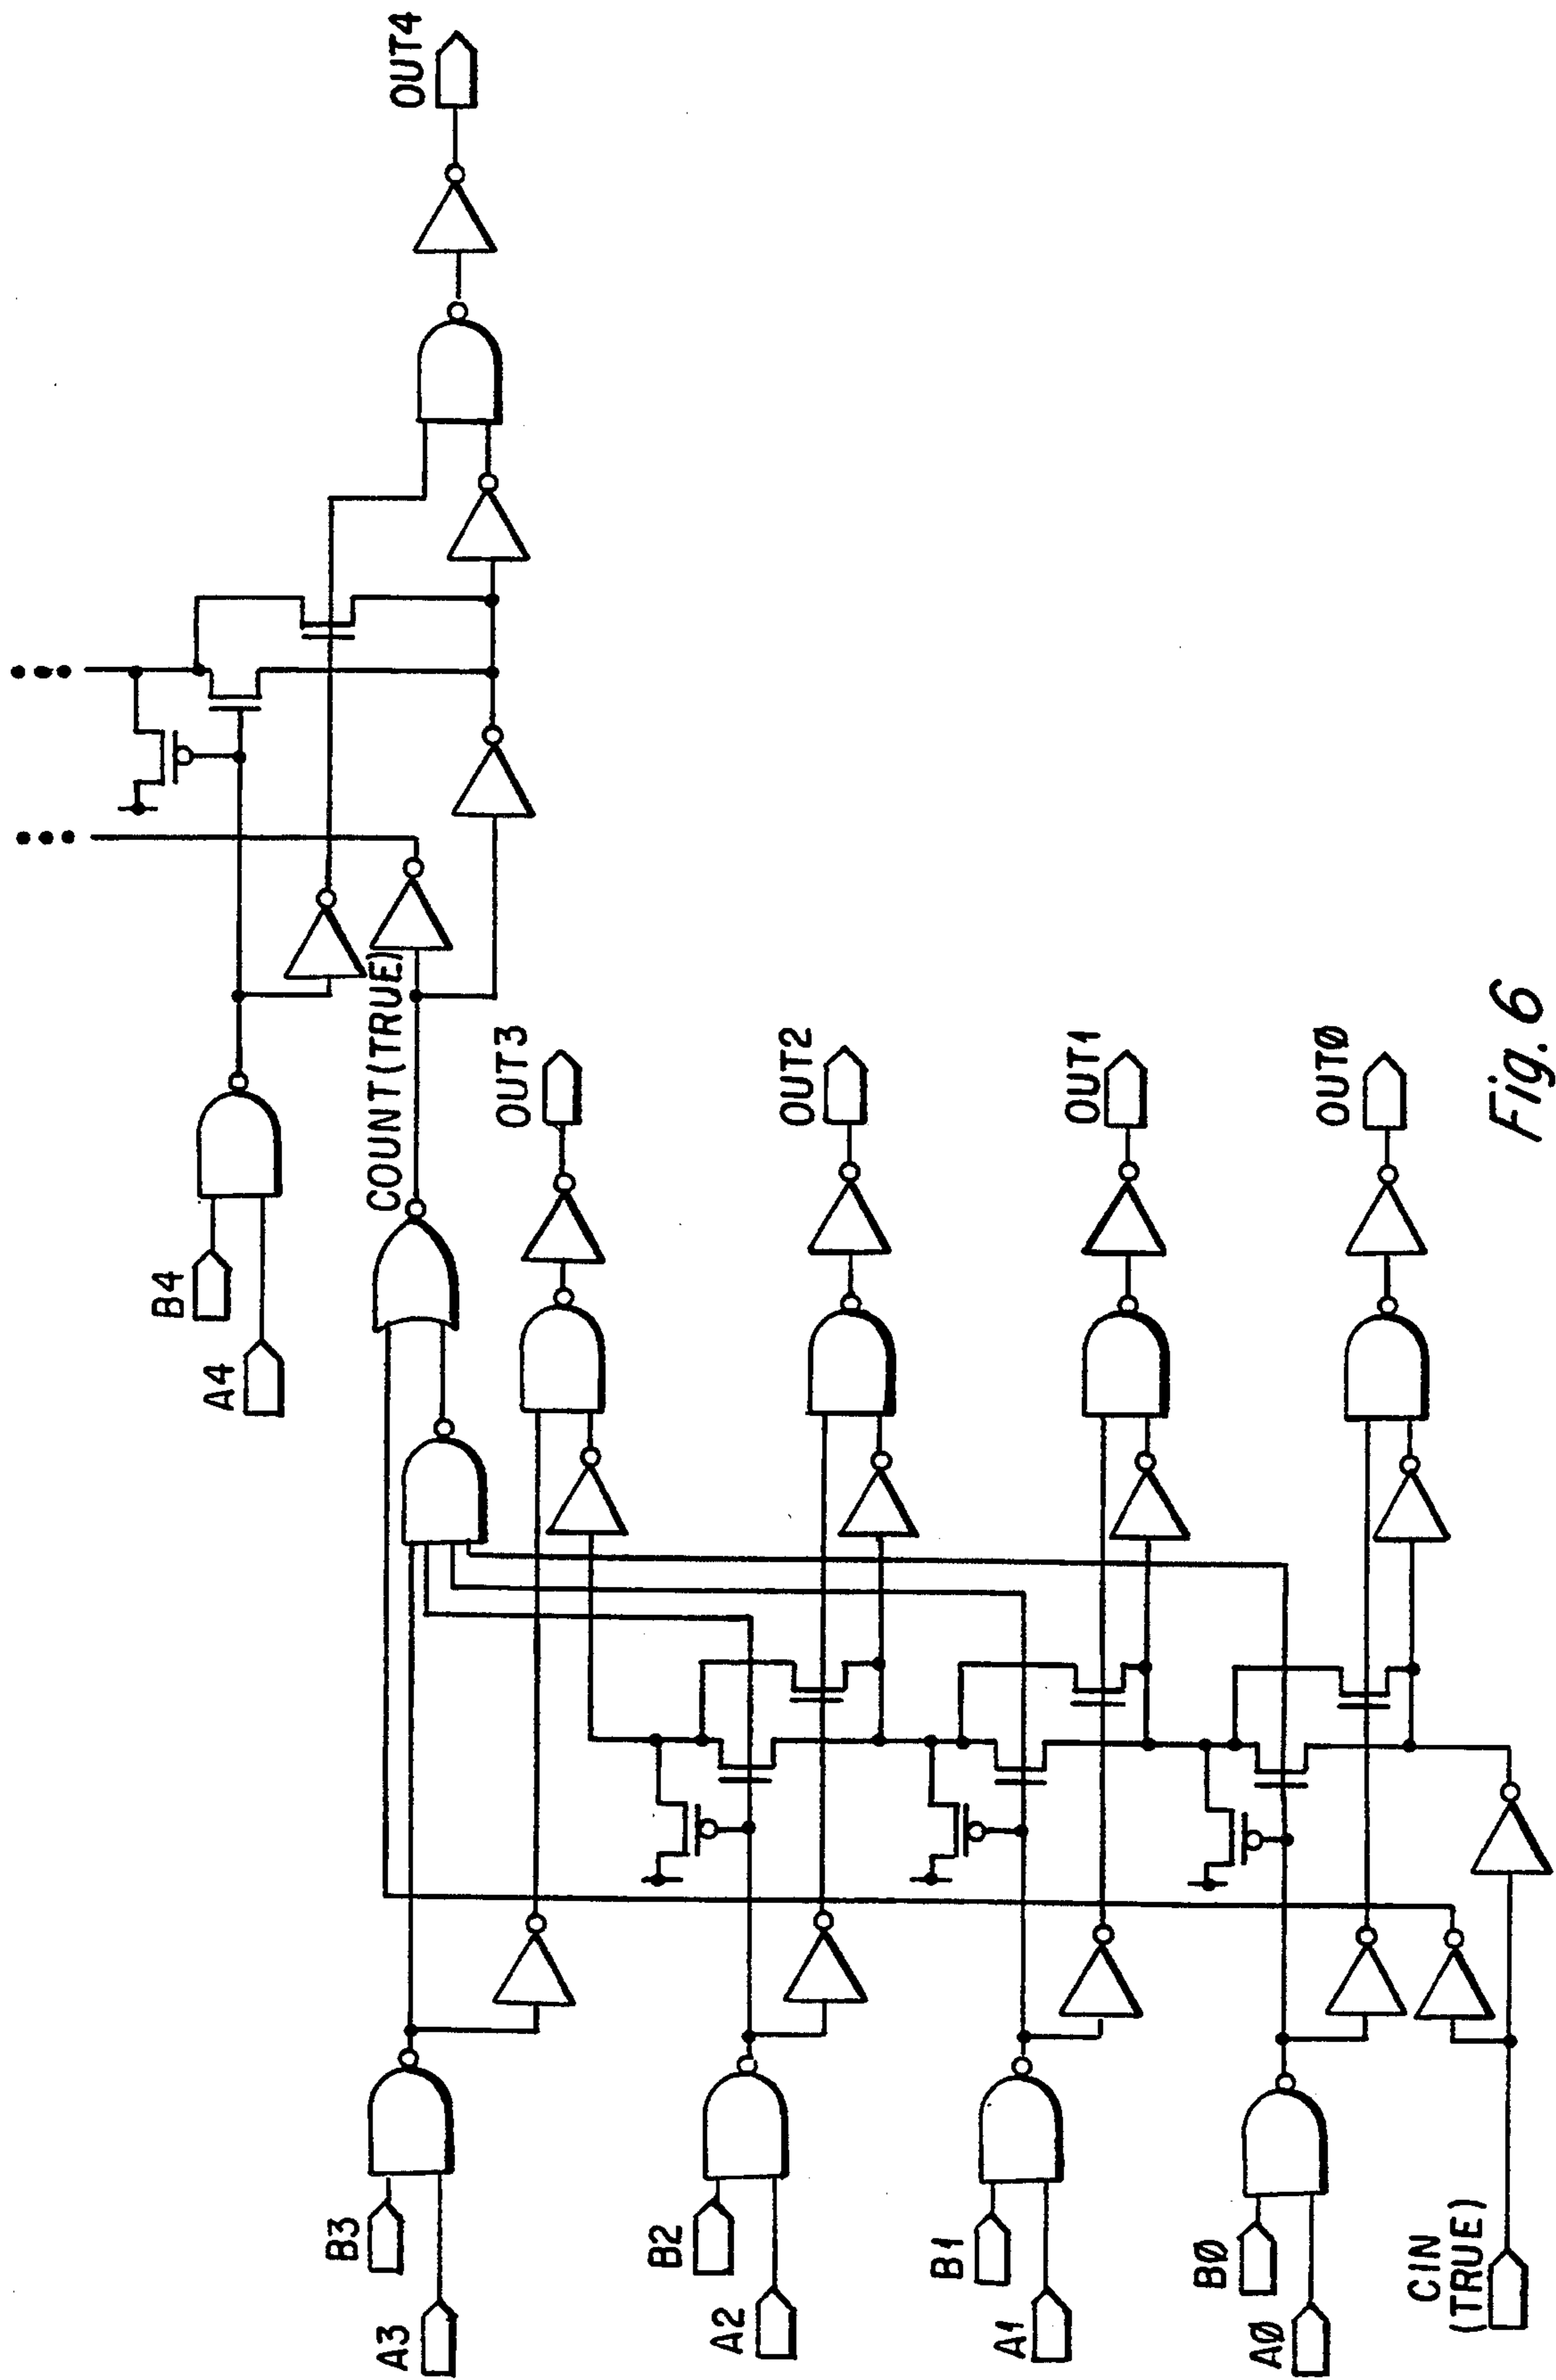 OUT4
B4
A4
COUNT(TRUE)
OUT3
OUT2
OUT1
OUTØ
B3
A3
B2
A2
B1
A1
BØ
AØ
CIN
(TRUE)
Fig. 6